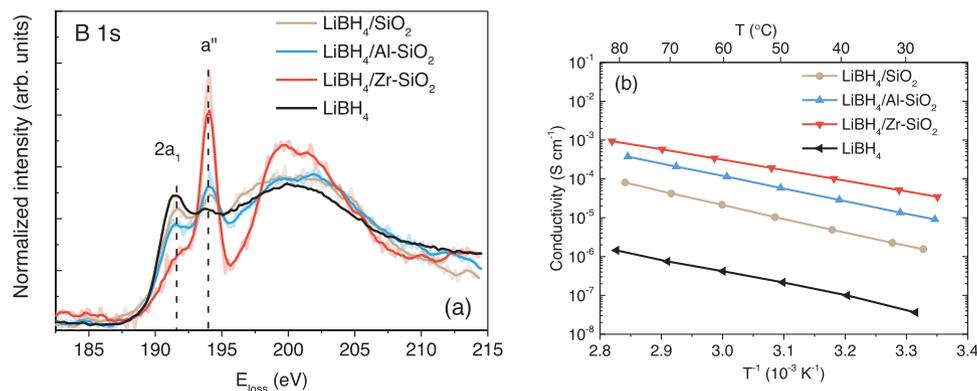 B 1s
a"
2a₁
LiBH₄/SiO₂
LiBH₄/Al-SiO₂
LiBH₄/Zr-SiO₂
LiBH₄
Normalized intensity (arb. units)
(a)
185 190 195 200 205 210 215
E_loss (eV)
T (°C)
80 70 60 50 40 30
(b)
LiBH₄/SiO₂
LiBH₄/Al-SiO₂
LiBH₄/Zr-SiO₂
LiBH₄
Conductivity (S cm⁻¹)
10⁻¹
10⁻²
10⁻³
10⁻⁴
10⁻⁵
10⁻⁶
10⁻⁷
10⁻⁸
2.8 2.9 3.0 3.1 3.2 3.3 3.4
T⁻¹ (10⁻³ K⁻¹)